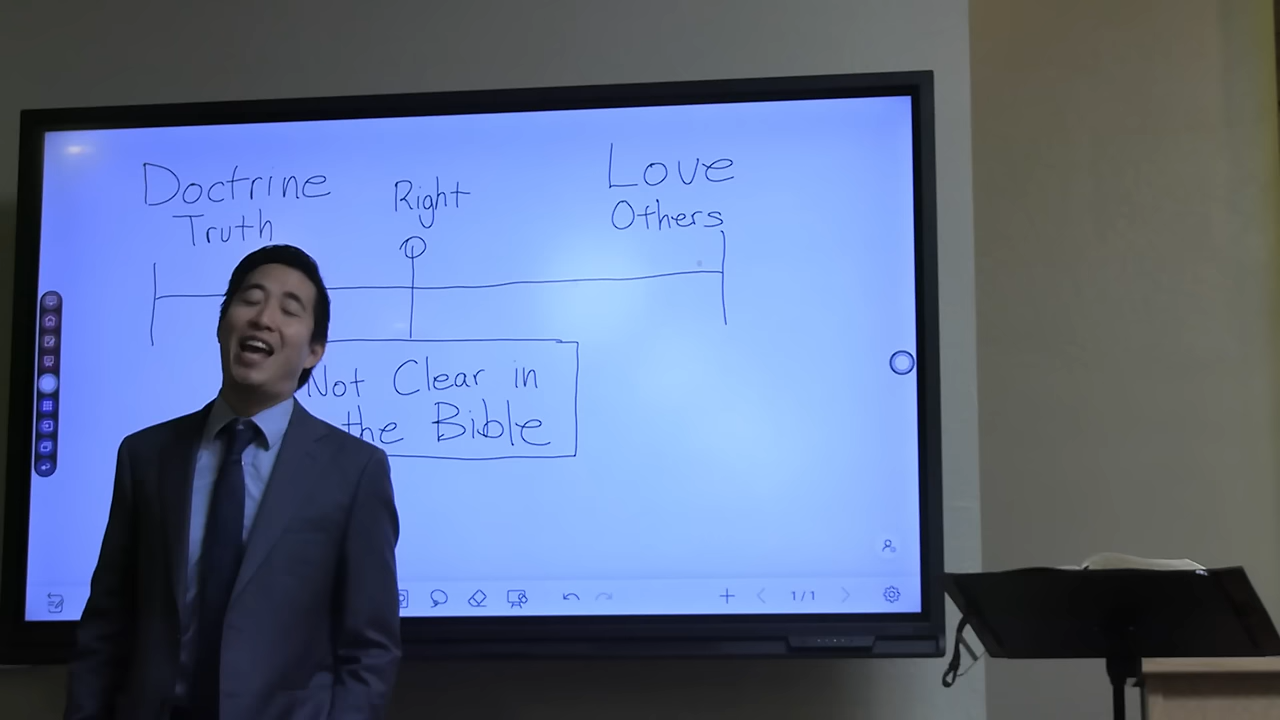 Doctrine
Truth
Right
Love
Others
Not Clear in
the Bible
1/1